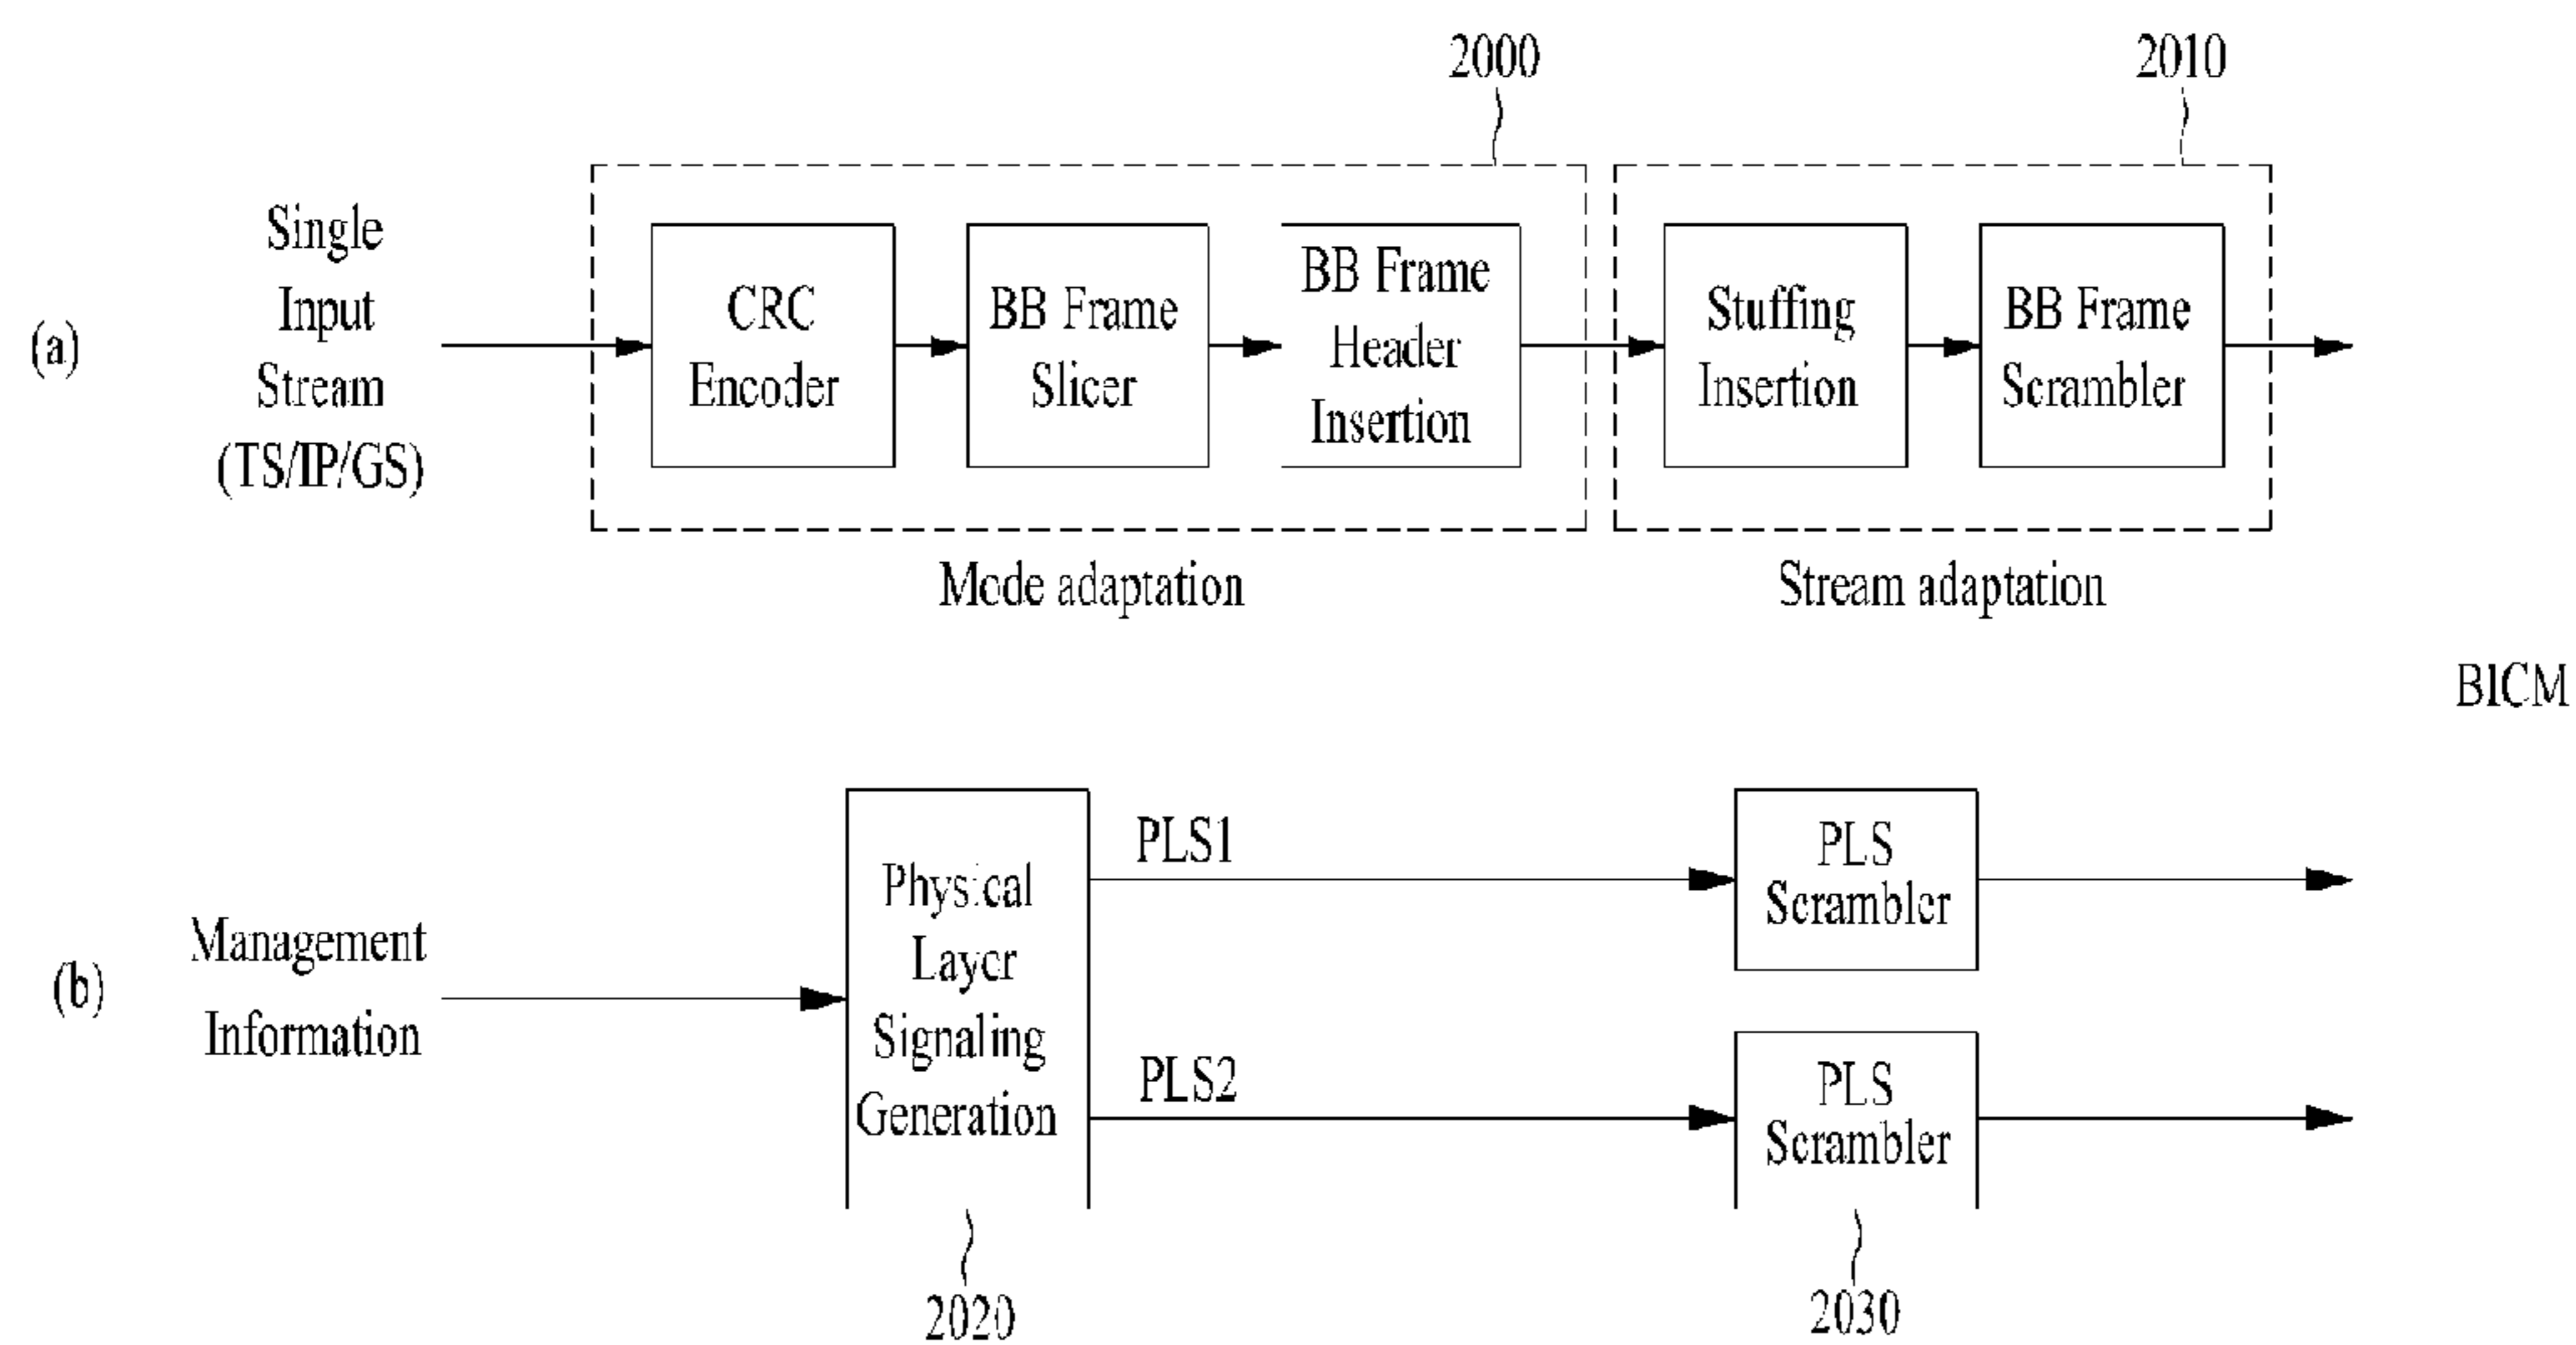 2000
2010
(a)
Single
Input
Stream
(TS/IP/GS)
CRC
Encoder
BB Frame
Slicer
BB Frame
Header
Insertion
Stuffing
Insertion
BB Frame
Scrambler
Mode adaptation
Stream adaptation
BICM
(b)
Management
Information
Physical
Layer
Signaling
Generation
PLS1
PLS2
PLS
Scrambler
PLS
Scrambler
2020
2030